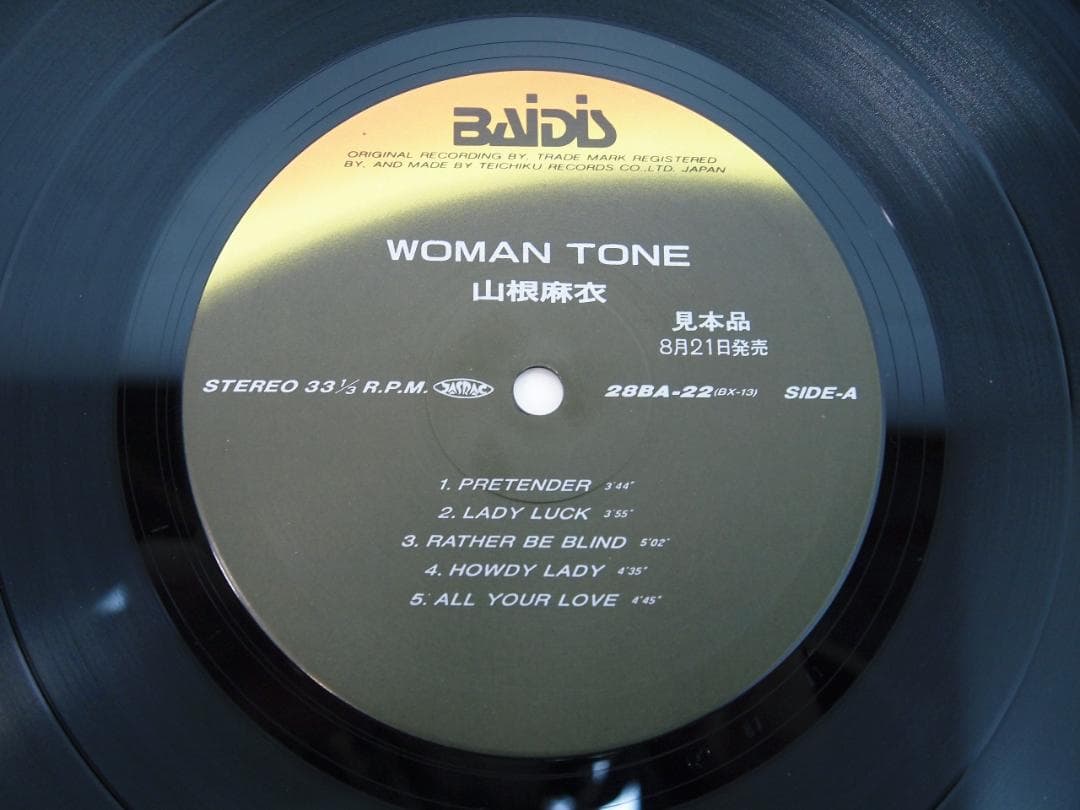 BAIDIS
ORIGINAL RECORDING BY, TRADE MARK REGISTERED
BY, AND MADE BY TEICHIKU RECORDS CO.,LTD. JAPAN
WOMAN TONE
山根麻衣
見本品
8月21日発売
STEREO 33 1/3 R.P.M. JASRAC 28BA-22 (BX-13) SIDE-A
1. PRETENDER 3'44"
2. LADY LUCK 3'55"
3. RATHER BE BLIND 5'02"
4. HOWDY LADY 4'35"
5. ALL YOUR LOVE 4'45"